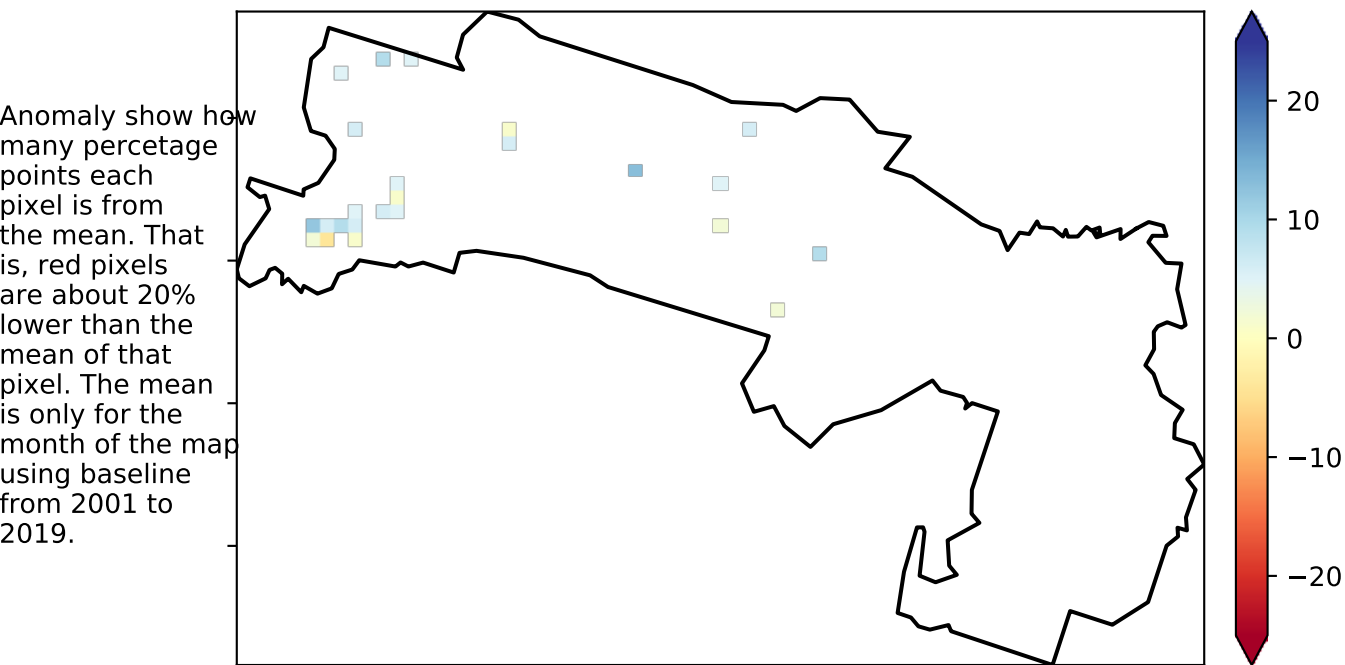 Anomaly show how
many percetage
points each
pixel is from
the mean. That
is, red pixels
are about 20%
lower than the
mean of that
pixel. The mean
is only for the
month of the map
using baseline
from 2001 to
2019.
20
10
0
−10
−20